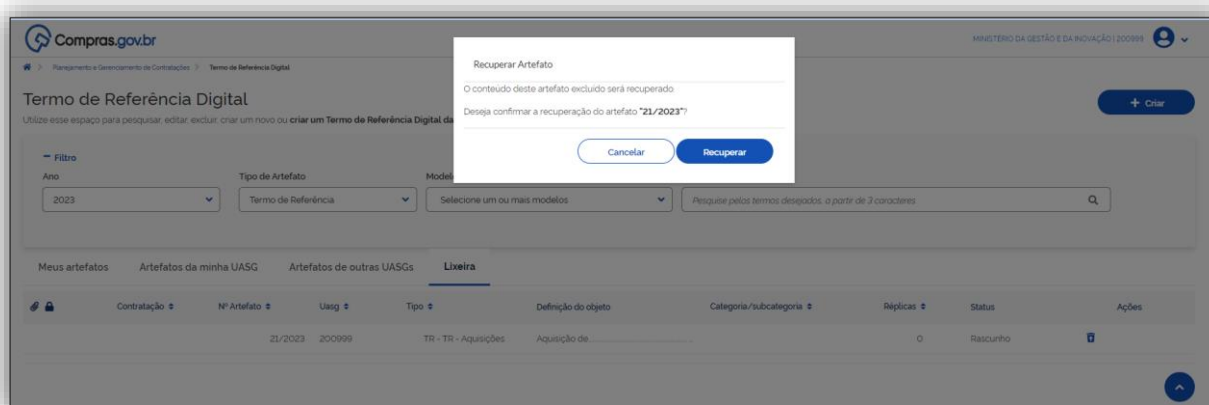 Compras.gov.br
MINISTÉRIO DA GESTÃO E DA INOVAÇÃO | 200999
Planejamento e Gerenciamento de Contratações > Termo de Referência Digital
Termo de Referência Digital
+ Criar
Utilize esse espaço para pesquisar, editar, excluir, criar um novo ou criar um Termo de Referência Digital da
Recuperar Artefato
O conteúdo deste artefato excluído será recuperado.
Deseja confirmar a recuperação do artefato "21/2023"?
Cancelar Recuperar
Filtro
Ano Tipo de Artefato Model
2023 Termo de Referência Selecione um ou mais modelos Pesquise pelos termos desejados, a partir de 3 caracteres
Meus artefatos Artefatos da minha UASG Artefatos de outras UASGs Lixeira
Contratação Nº Artefato Uasg Tipo Definição do objeto Categoria/subcategoria Réplicas Status Ações
21/2023 200999 TR - TR - Aquisições Aquisição de................................ 0 Rascunho